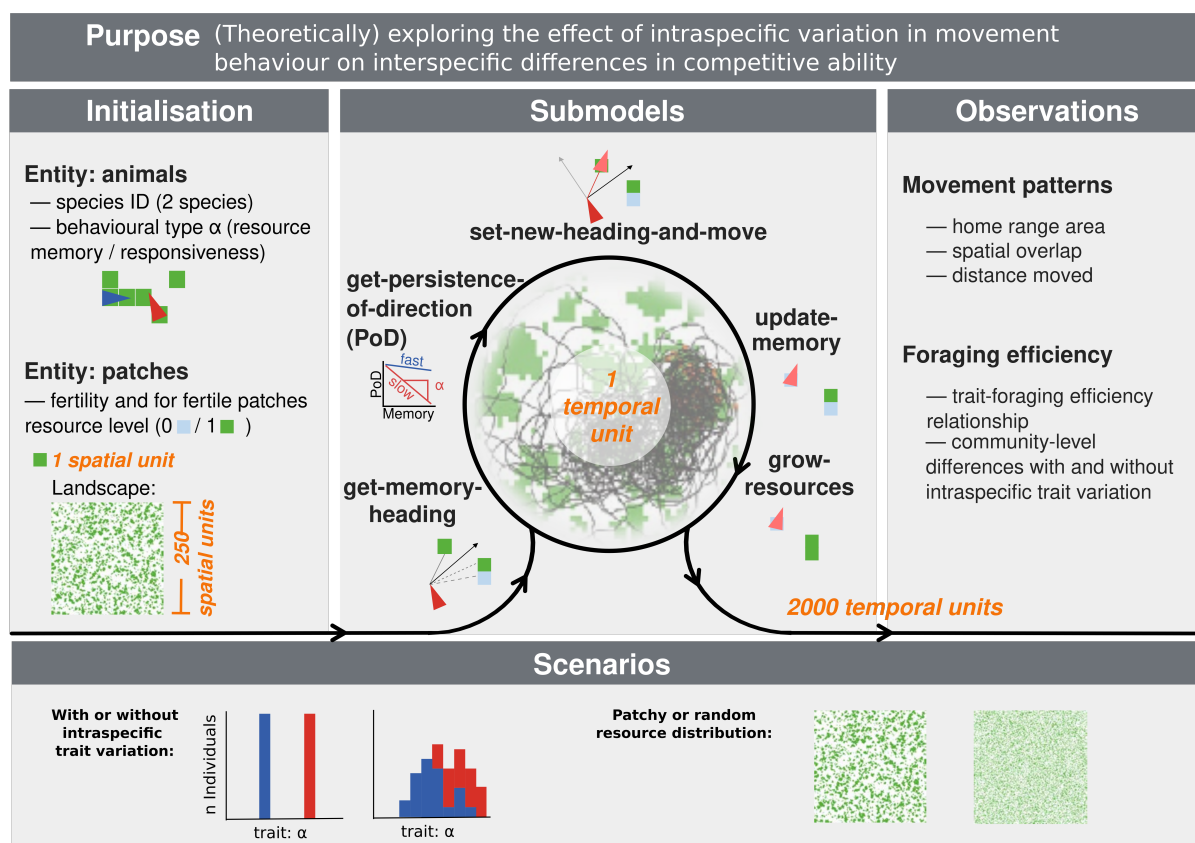 Purpose (Theoretically) exploring the effect of intraspecific variation in movement
behaviour on interspecific differences in competitive ability
Initialisation
Entity: animals
— species ID (2 species)
— behavioural type α (resource
memory / responsiveness)
Entity: patches
— fertility and for fertile patches
resource level (0 / 1 )
1 spatial unit
Landscape:
250
spatial units
Submodels
set-new-heading-and-move
get-persistence-
of-direction
(PoD)
fast
slow
α
PoD
Memory
update-
memory
1
temporal
unit
get-memory-
heading
grow-
resources
2000 temporal units
Observations
Movement patterns
— home range area
— spatial overlap
— distance moved
Foraging efficiency
— trait-foraging efficiency
relationship
— community-level
differences with and without
intraspecific trait variation
Scenarios
With or without
intraspecific
trait variation:
n Individuals
trait: α
trait: α
Patchy or random
resource distribution: